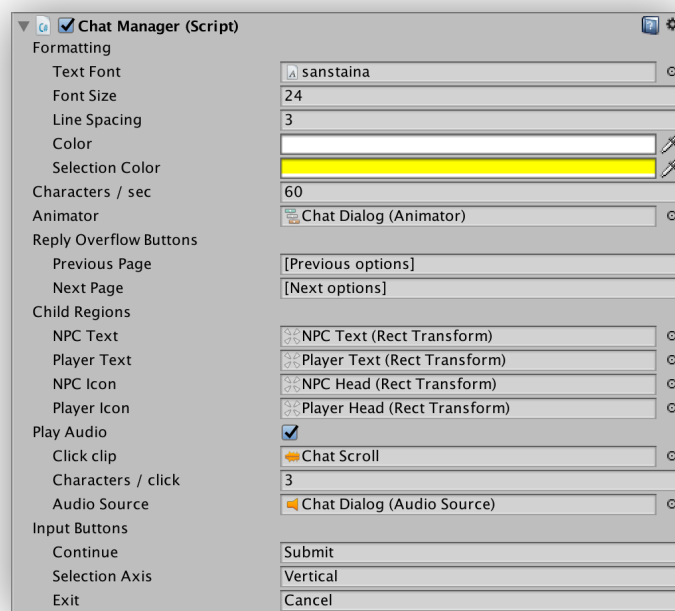 Chat Manager (Script)
Formatting
Text Font sanstaina
Font Size 24
Line Spacing 3
Color
Selection Color
Characters / sec 60
Animator Chat Dialog (Animator)
Reply Overflow Buttons
Previous Page [Previous options]
Next Page [Next options]
Child Regions
NPC Text NPC Text (Rect Transform)
Player Text Player Text (Rect Transform)
NPC Icon NPC Head (Rect Transform)
Player Icon Player Head (Rect Transform)
Play Audio
Click clip Chat Scroll
Characters / click 3
Audio Source Chat Dialog (Audio Source)
Input Buttons
Continue Submit
Selection Axis Vertical
Exit Cancel